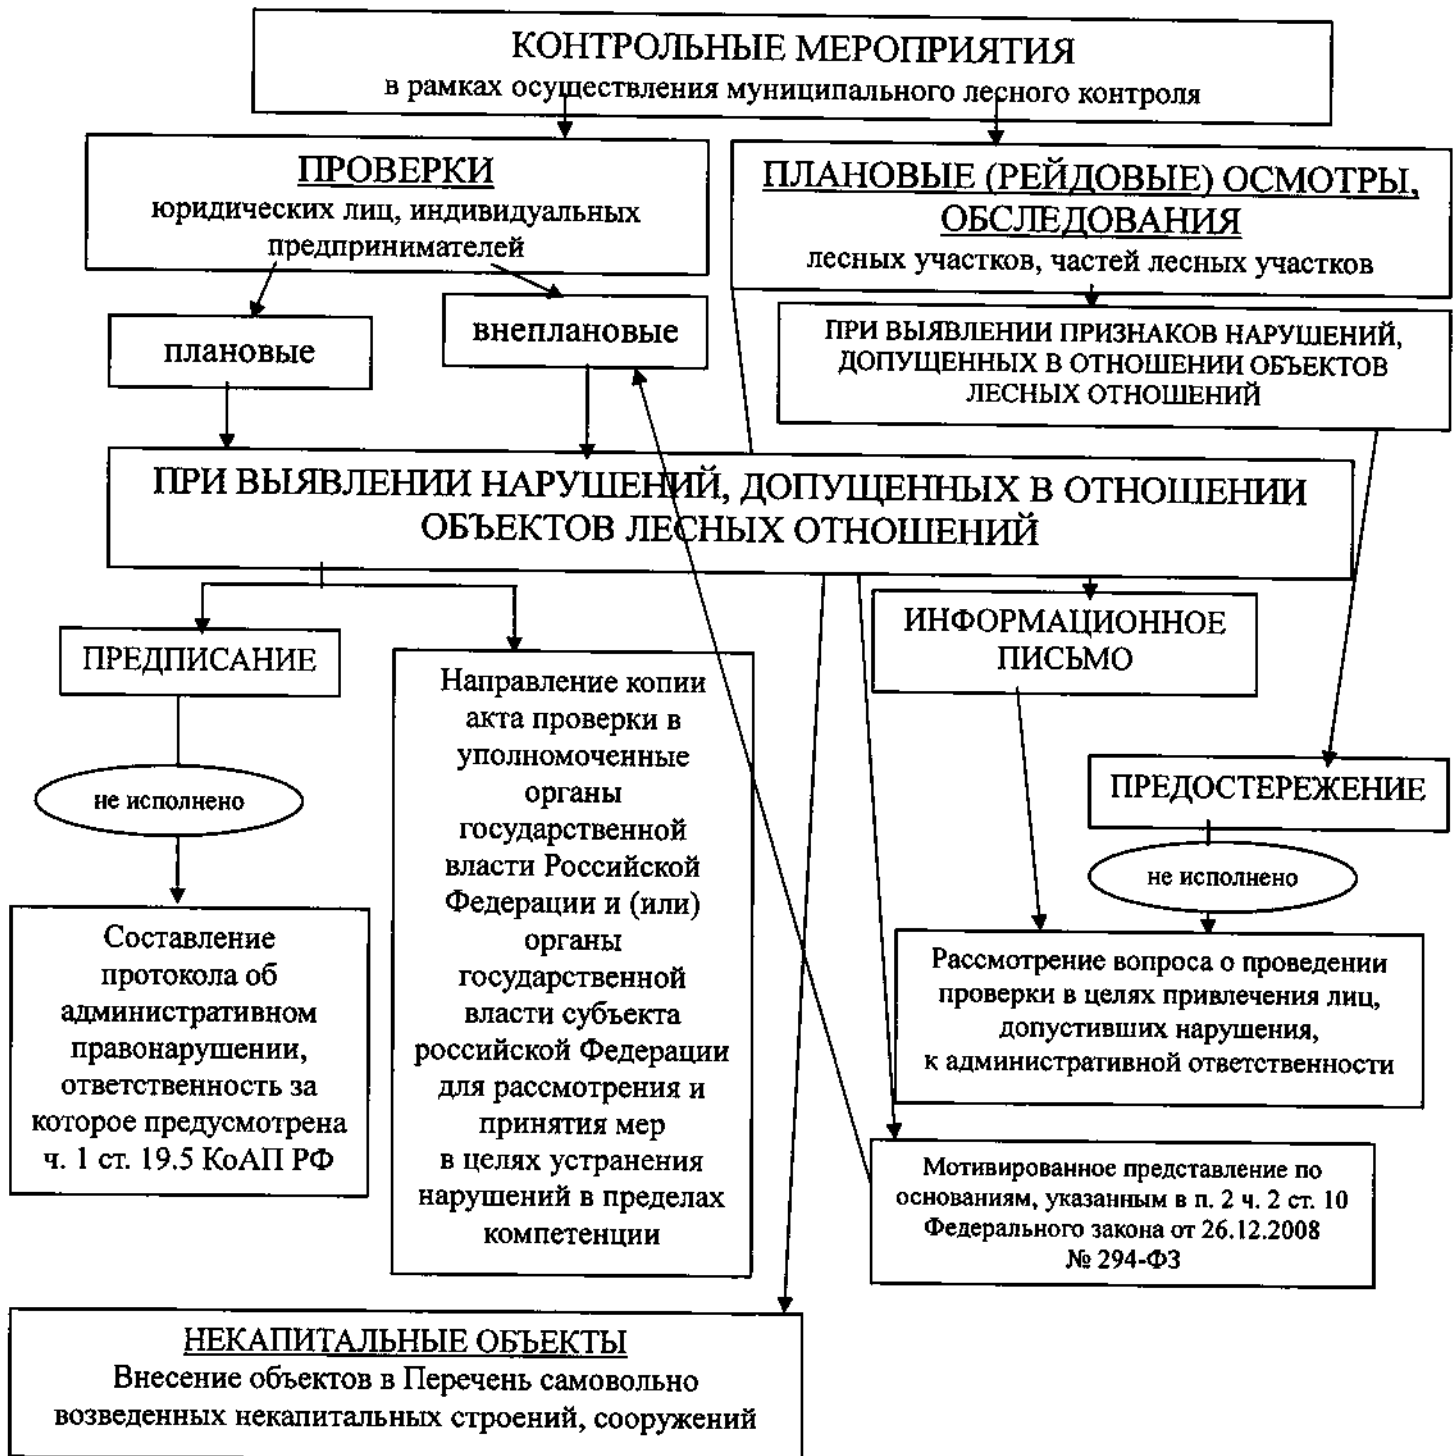 КОНТРОЛЬНЫЕ МЕРОПРИЯТИЯ
в рамках осуществления муниципального лесного контроля
ПРОВЕРКИ
юридических лиц, индивидуальных
предпринимателей
ПЛАНОВЫЕ (РЕЙДОВЫЕ) ОСМОТРЫ,
ОБСЛЕДОВАНИЯ
лесных участков, частей лесных участков
плановые
внеплановые
ПРИ ВЫЯВЛЕНИИ ПРИЗНАКОВ НАРУШЕНИЙ,
ДОПУЩЕННЫХ В ОТНОШЕНИИ ОБЪЕКТОВ
ЛЕСНЫХ ОТНОШЕНИЙ
ПРИ ВЫЯВЛЕНИИ НАРУШЕНИЙ, ДОПУЩЕННЫХ В ОТНОШЕНИИ
ОБЪЕКТОВ ЛЕСНЫХ ОТНОШЕНИЙ
ПРЕДПИСАНИЕ
не исполнено
Составление
протокола об
административном
правонарушении,
ответственность за
которое предусмотрена
ч. 1 ст. 19.5 КоАП РФ
Направление копии
акта проверки в
уполномоченные
органы
государственной
власти Российской
Федерации и (или)
органы
государственной
власти субъекта
российской Федерации
для рассмотрения и
принятия мер
в целях устранения
нарушений в пределах
компетенции
ИНФОРМАЦИОННОЕ
ПИСЬМО
ПРЕДОСТЕРЕЖЕНИЕ
не исполнено
Рассмотрение вопроса о проведении
проверки в целях привлечения лиц,
допустивших нарушения,
к административной ответственности
Мотивированное представление по
основаниям, указанным в п. 2 ч. 2 ст. 10
Федерального закона от 26.12.2008
№ 294-ФЗ
НЕКАПИТАЛЬНЫЕ ОБЪЕКТЫ
Внесение объектов в Перечень самовольно
возведенных некапитальных строений, сооружений